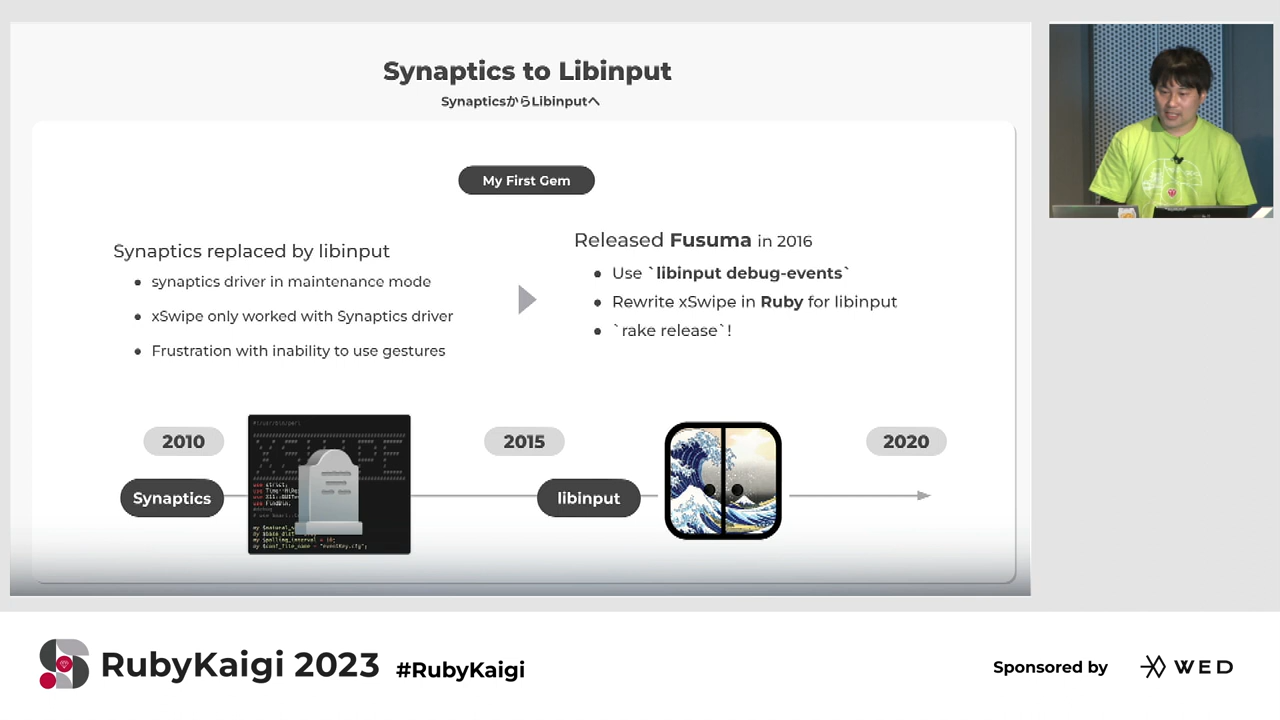 Synaptics to Libinput
SynapticsからLibinputへ
My First Gem
Synaptics replaced by libinput
• synaptics driver in maintenance mode
• xSwipe only worked with Synaptics driver
• Frustration with inability to use gestures
Released Fusuma in 2016
• Use `libinput debug-events`
• Rewrite xSwipe in Ruby for libinput
• `rake release`!
2010
2015
2020
Synaptics
libinput
RubyKaigi 2023 #RubyKaigi
Sponsored by WED